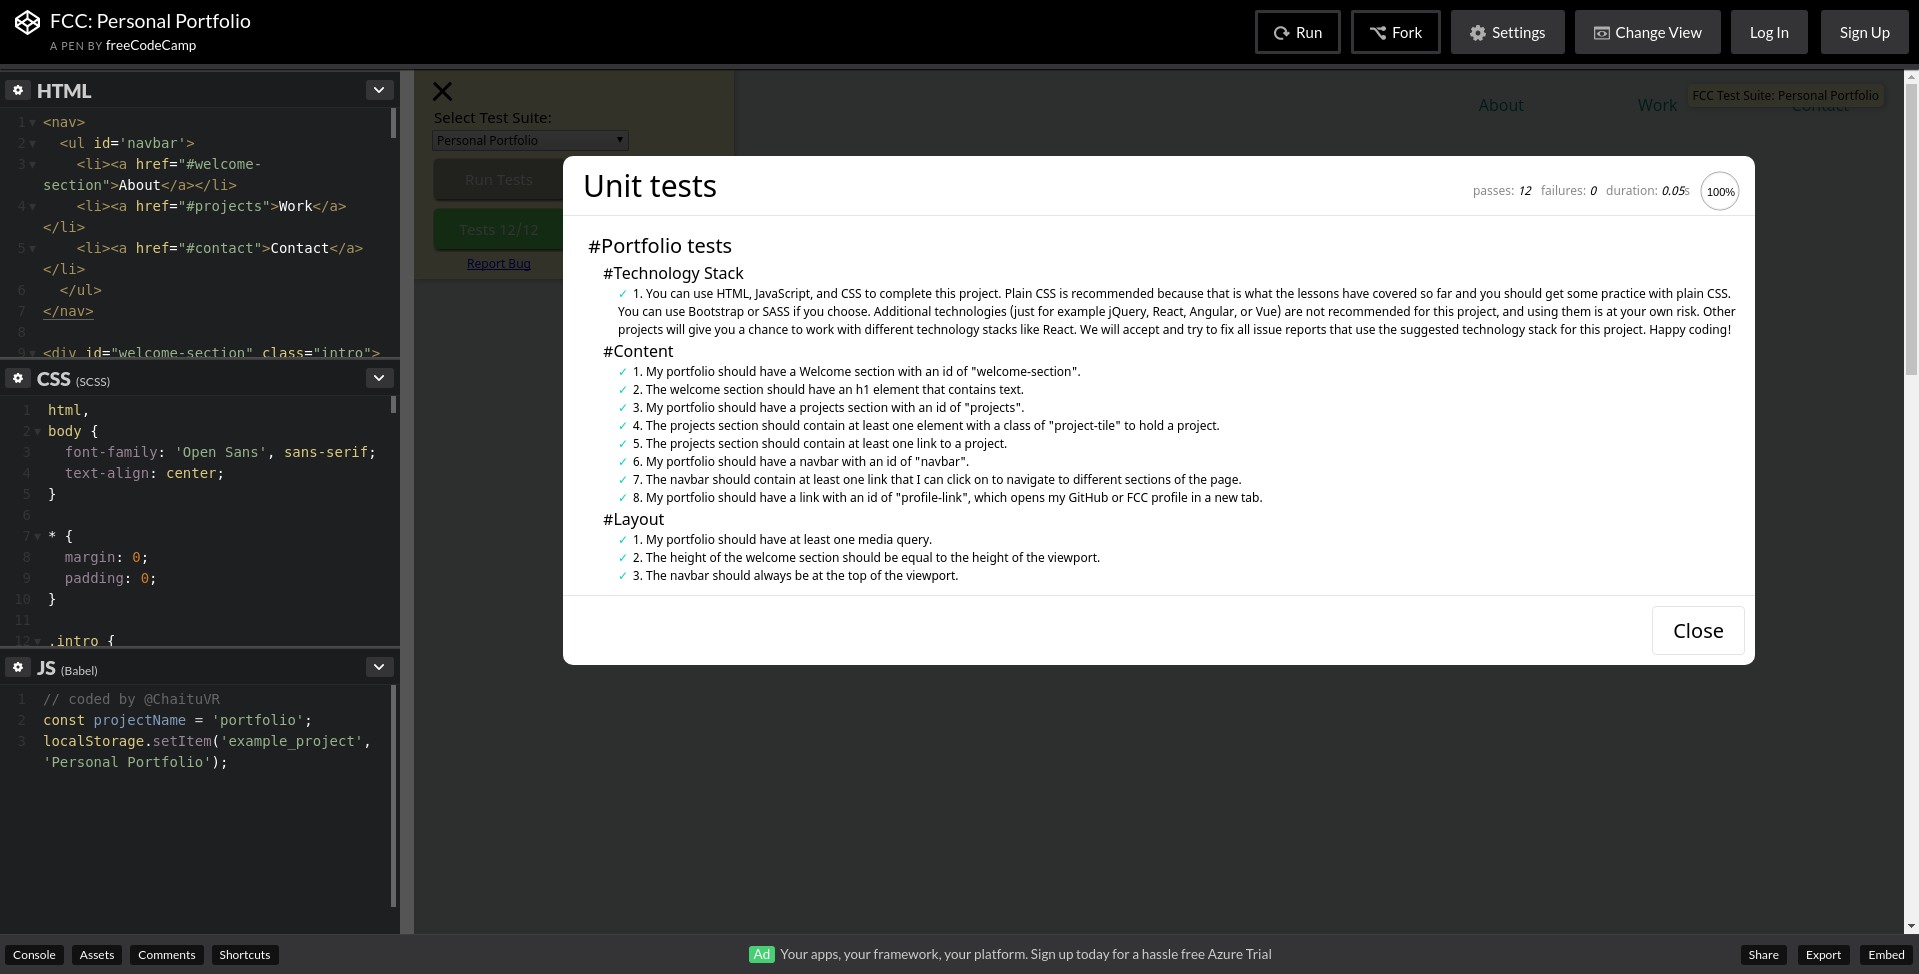 FCC: Personal Portfolio
A PEN BY freeCodeCamp
Run
Fork
Settings
Change View
Log In
Sign Up
HTML
1 <nav>
2 <ul id='navbar'>
3 <li><a href="#welcome-
section">About</a></li>
4 <li><a href="#projects">Work</a>
</li>
5 <li><a href="#contact">Contact</a>
</li>
6 </ul>
7 </nav>
8
9 <div id="welcome-section" class="intro">
CSS (SCSS)
1 html,
2 body {
3 font-family: 'Open Sans', sans-serif;
4 text-align: center;
5 }
6
7 * {
8 margin: 0;
9 padding: 0;
10 }
11
12 .intro {
JS (Babel)
1 // coded by @ChaituVR
2 const projectName = 'portfolio';
3 localStorage.setItem('example_project',
'Personal Portfolio');
Select Test Suite:
Personal Portfolio
Run Tests
Tests 12/12
Report Bug
About
Work
Contact
FCC Test Suite: Personal Portfolio
Unit tests
passes: 12 failures: 0 duration: 0.05s 100%
#Portfolio tests
#Technology Stack
✓ 1. You can use HTML, JavaScript, and CSS to complete this project. Plain CSS is recommended because that is what the lessons have covered so far and you should get some practice with plain CSS.
You can use Bootstrap or SASS if you choose. Additional technologies (just for example jQuery, React, Angular, or Vue) are not recommended for this project, and using them is at your own risk. Other
projects will give you a chance to work with different technology stacks like React. We will accept and try to fix all issue reports that use the suggested technology stack for this project. Happy coding!
#Content
✓ 1. My portfolio should have a Welcome section with an id of "welcome-section".
✓ 2. The welcome section should have an h1 element that contains text.
✓ 3. My portfolio should have a projects section with an id of "projects".
✓ 4. The projects section should contain at least one element with a class of "project-tile" to hold a project.
✓ 5. The projects section should contain at least one link to a project.
✓ 6. My portfolio should have a navbar with an id of "navbar".
✓ 7. The navbar should contain at least one link that I can click on to navigate to different sections of the page.
✓ 8. My portfolio should have a link with an id of "profile-link", which opens my GitHub or FCC profile in a new tab.
#Layout
✓ 1. My portfolio should have at least one media query.
✓ 2. The height of the welcome section should be equal to the height of the viewport.
✓ 3. The navbar should always be at the top of the viewport.
Close
Console
Assets
Comments
Shortcuts
Ad Your apps, your framework, your platform. Sign up today for a hassle free Azure Trial
Share
Export
Embed